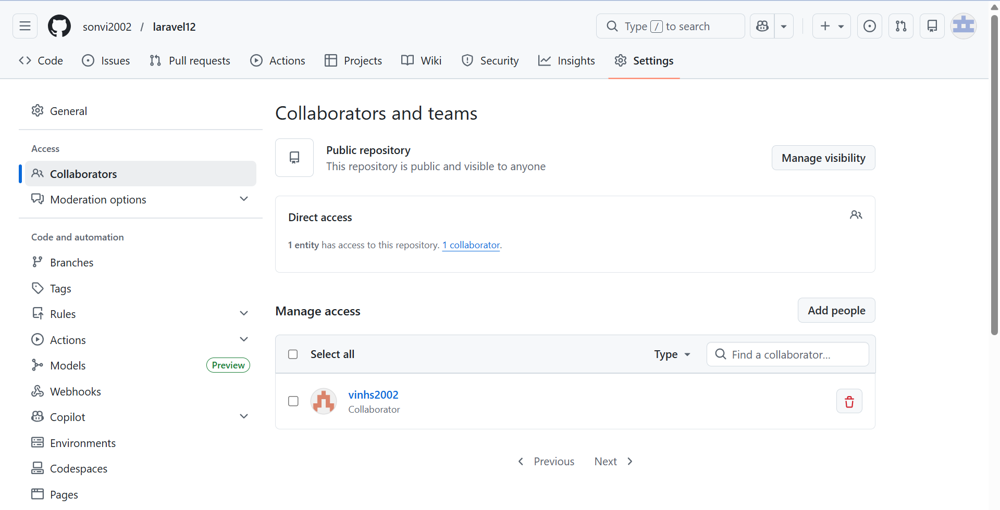 sonvi2002 / laravel12
Type / to search
Code
Issues
Pull requests
Actions
Projects
Wiki
Security
Insights
Settings
General
Access
Collaborators
Moderation options
Code and automation
Branches
Tags
Rules
Actions
Models
Preview
Webhooks
Copilot
Environments
Codespaces
Pages
Collaborators and teams
Public repository
This repository is public and visible to anyone
Manage visibility
Direct access
1 entity has access to this repository. 1 collaborator.
Manage access
Add people
Select all
Type
Find a collaborator...
vinhs2002
Collaborator
Previous
Next